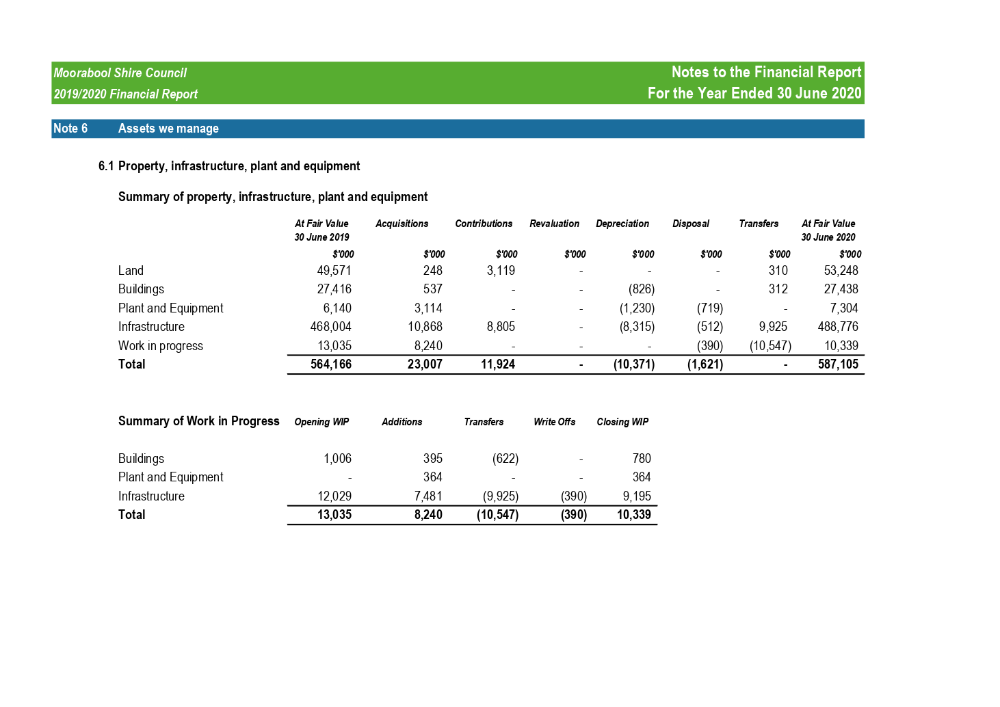 Moorabool Shire Council Notes to the Financial Report
2019/2020 Financial Report For the Year Ended 30 June 2020
Note 6 Assets we manage
6.1 Property, infrastructure, plant and equipment
Summary of property, infrastructure, plant and equipment
At Fair Value Acquisitions Contributions Revaluation Depreciation Disposal Transfers At Fair Value
30 June 2019 30 June 2020
$'000 $'000 $'000 $'000 $'000 $'000 $'000 $'000
Land 49,571 248 3,119 - - - 310 53,248
Buildings 27,416 537 - - (826) - 312 27,438
Plant and Equipment 6,140 3,114 - - (1,230) (719) - 7,304
Infrastructure 468,004 10,868 8,805 - (8,315) (512) 9,925 488,776
Work in progress 13,035 8,240 - - - (390) (10,547) 10,339
Total 564,166 23,007 11,924 - (10,371) (1,621) - 587,105
Summary of Work in Progress Opening WIP Additions Transfers Write Offs Closing WIP
Buildings 1,006 395 (622) - 780
Plant and Equipment - 364 - - 364
Infrastructure 12,029 7,481 (9,925) (390) 9,195
Total 13,035 8,240 (10,547) (390) 10,339